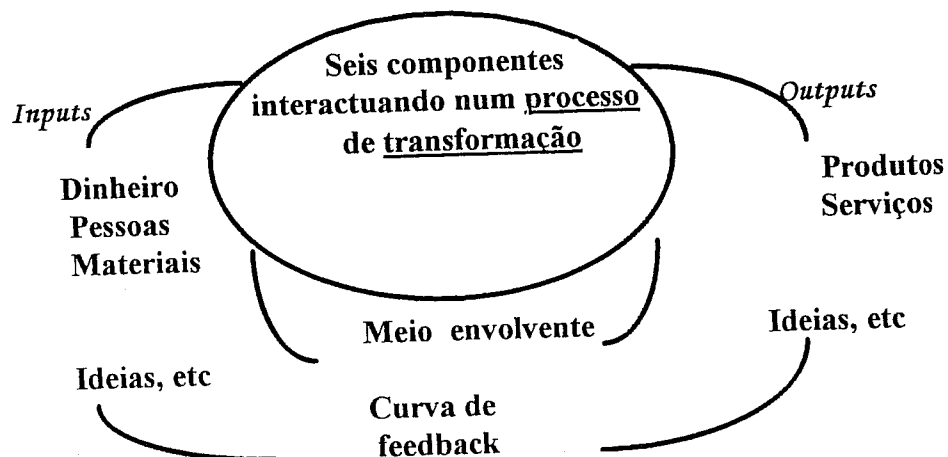 Seis componentes
interactuando num processo
de transformação
Inputs
Outputs
Dinheiro
Pessoas
Materiais
Produtos
Serviços
Meio envolvente
Ideias, etc
Ideias, etc
Curva de
feedback